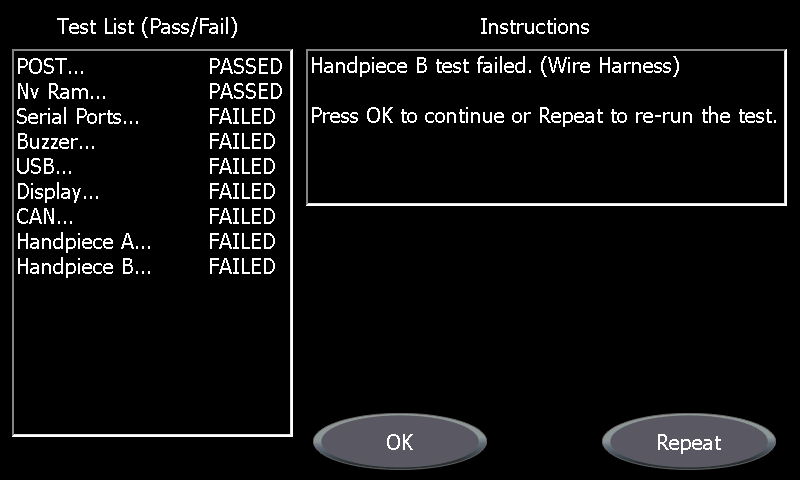 Test List (Pass/Fail)
POST... PASSED
Nv Ram... PASSED
Serial Ports... FAILED
Buzzer... FAILED
USB... FAILED
Display... FAILED
CAN... FAILED
Handpiece A... FAILED
Handpiece B... FAILED
Instructions
Handpiece B test failed. (Wire Harness)
Press OK to continue or Repeat to re-run the test.
OK
Repeat